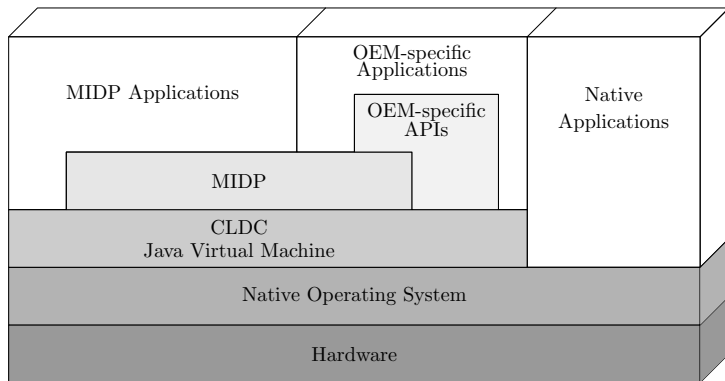 MIDP Applications
OEM-specific
Applications
OEM-specific
APIs
Native
Applications
MIDP
CLDC
Java Virtual Machine
Native Operating System
Hardware